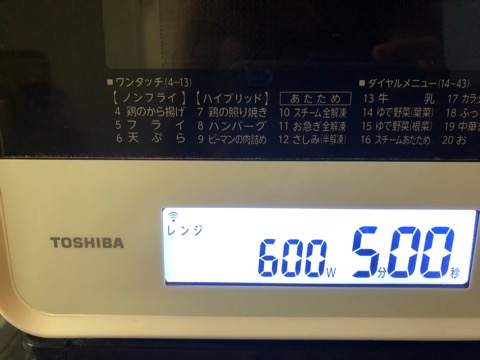 ■ワンタッチ(4~13)
■ダイヤルメニュー(14~43)
【ノンフライ】【ハイブリッド】 あたため 13 牛乳 17 カラッ
4 鶏のから揚げ 7 鶏の照り焼き 10 スチーム全解凍 14 ゆで野菜(葉菜) 18 ふっ
5 フライ 8 ハンバーグ 11 お急ぎ全解凍 15 ゆで野菜(根菜) 19 中華
6 天ぷら 9 ピーマンの肉詰め 12 さしみ(半解凍) 16 スチームあたため 20 お
レンジ
TOSHIBA
600W 5分00秒